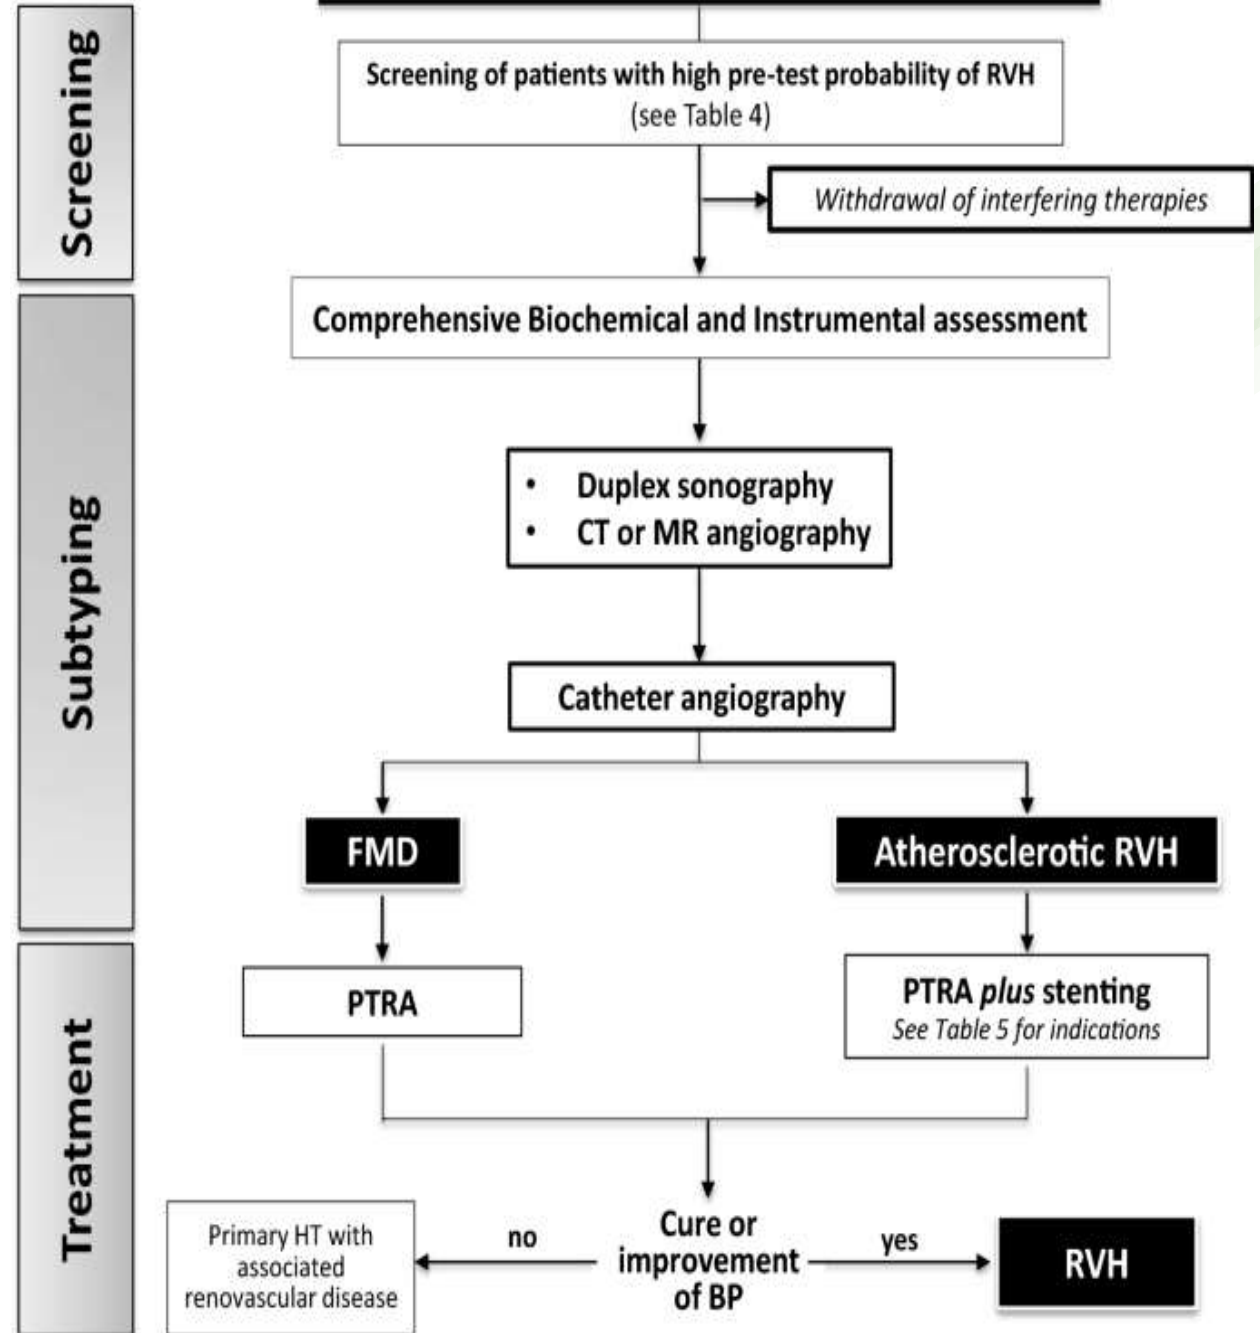 Screening
Screening of patients with high pre-test probability of RVH
(see Table 4)
Withdrawal of interfering therapies
Subtyping
Comprehensive Biochemical and Instrumental assessment
• Duplex sonography
• CT or MR angiography
Catheter angiography
FMD
Atherosclerotic RVH
Treatment
PTRA
PTRA plus stenting
See Table 5 for indications
Primary HT with
associated
renovascular disease
no
Cure or
improvement
of BP
yes
RVH